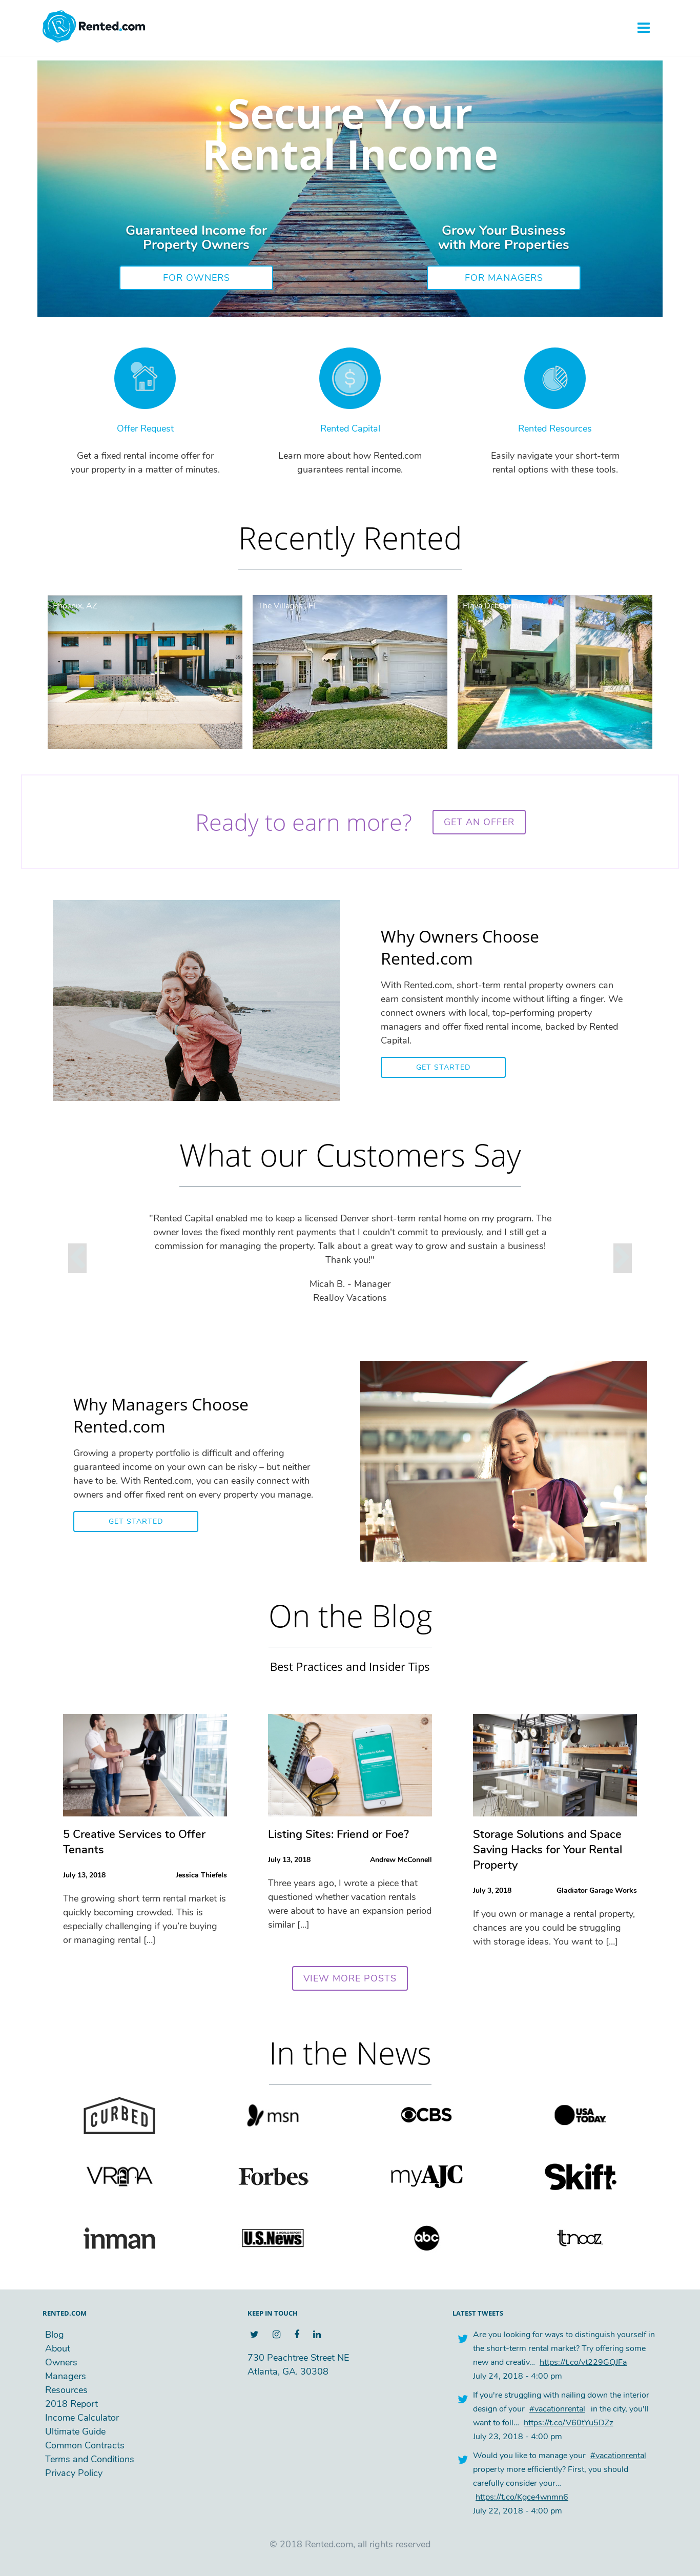 Rented.com
Secure Your
Rental Income
Guaranteed Income for
Property Owners
FOR OWNERS
Grow Your Business
with More Properties
FOR MANAGERS
Offer Request
Get a fixed rental income offer for
your property in a matter of minutes.
Rented Capital
Learn more about how Rented.com
guarantees rental income.
Rented Resources
Easily navigate your short-term
rental options with these tools.
Recently Rented
Phoenix, AZ
The Villages, FL
Playa Del
Ready to earn more?
GET AN OFFER
Why Owners Choose
Rented.com
With Rented.com, short-term rental property owners can
earn consistent monthly income without lifting a finger. We
connect owners with local, top-performing property
managers and offer fixed rental income, backed by Rented
Capital.
GET STARTED
What our Customers Say
"Rented Capital enabled me to keep a licensed Denver short-term rental home on my program. The
owner loves the fixed monthly rent payments that I couldn't commit to previously, and I still get a
commission for managing the property. Talk about a great way to grow and sustain a business!
Thank you!"
Micah B. - Manager
RealJoy Vacations
Why Managers Choose
Rented.com
Growing a property portfolio is difficult and offering
guaranteed income on your own can be risky – but neither
have to be. With Rented.com, you can easily connect with
owners and offer fixed rent on every property you manage.
GET STARTED
On the Blog
Best Practices and Insider Tips
5 Creative Services to Offer
Tenants
July 13, 2018 Jessica Thiefels
The growing short term rental market is
quickly becoming crowded. This is
especially challenging if you're buying
or managing rental [...]
Listing Sites: Friend or Foe?
July 13, 2018 Andrew McConnell
Three years ago, I wrote a piece that
questioned whether vacation rentals
were about to have an expansion period
similar [...]
Storage Solutions and Space
Saving Hacks for Your Rental
Property
July 3, 2018 Gladiator Garage Works
If you own or manage a rental property,
chances are you could be struggling
with storage ideas. You want to [...]
VIEW MORE POSTS
In the News
CURBED
msn
CBS
USA
TODAY
VRMA
Forbes
myAJC
Skift.
inman
U.S.News
abc
tnooz
RENTED.COM
Blog
About
Owners
Managers
Resources
2018 Report
Income Calculator
Ultimate Guide
Common Contracts
Terms and Conditions
Privacy Policy
KEEP IN TOUCH
730 Peachtree Street NE
Atlanta, GA. 30308
LATEST TWEETS
Are you looking for ways to distinguish yourself in
the short-term rental market? Try offering some
new and creativ... https://t.co/vt229GQJFa
July 24, 2018 - 4:00 pm
If you're struggling with nailing down the interior
design of your #vacationrental in the city, you'll
want to foll... https://t.co/V60tYu5DZz
July 23, 2018 - 4:00 pm
Would you like to manage your #vacationrental
property more efficiently? First, you should
carefully consider your...
https://t.co/Kgce4wnmn6
July 22, 2018 - 4:00 pm
© 2018 Rented.com, all rights reserved